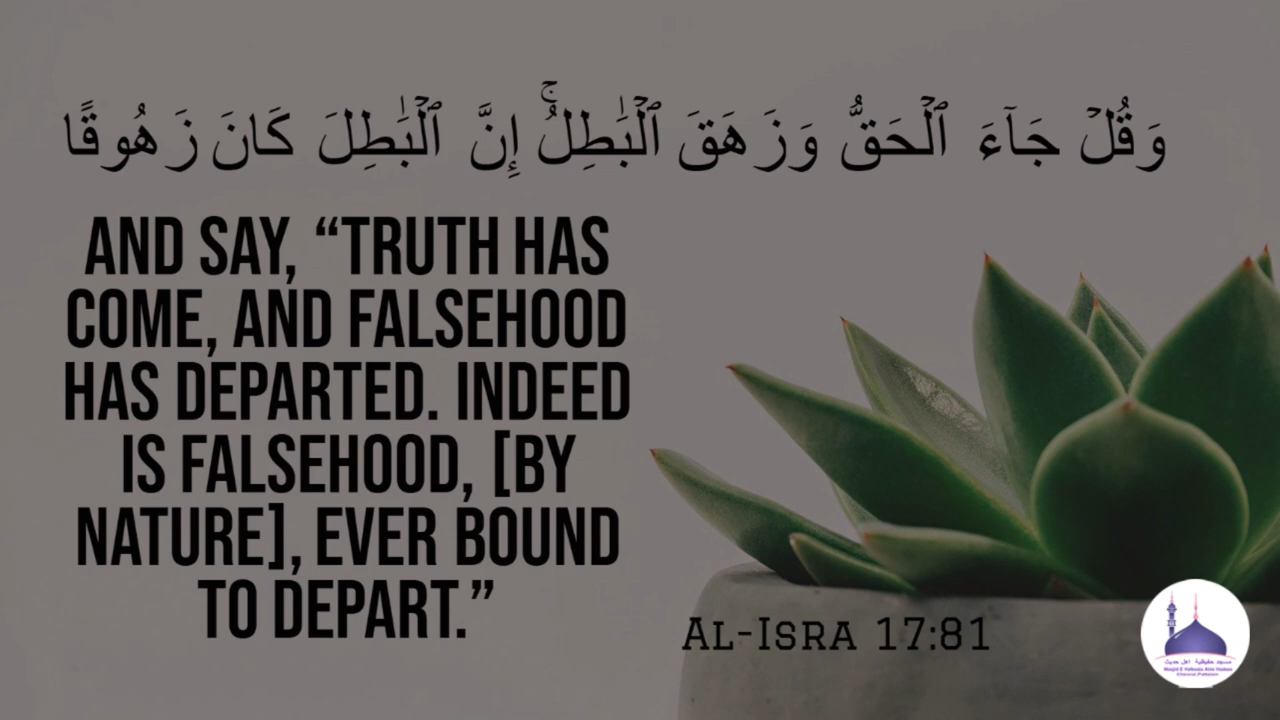 وَقُلۡ جَآءَ ٱلۡحَقُّ وَزَهَقَ ٱلۡبَٰطِلُۚ إِنَّ ٱلۡبَٰطِلَ كَانَ زَهُوقٗا
AND SAY, “TRUTH HAS
COME, AND FALSEHOOD
HAS DEPARTED. INDEED
IS FALSEHOOD, [BY
NATURE], EVER BOUND
TO DEPART.”
AL-ISRA 17:81